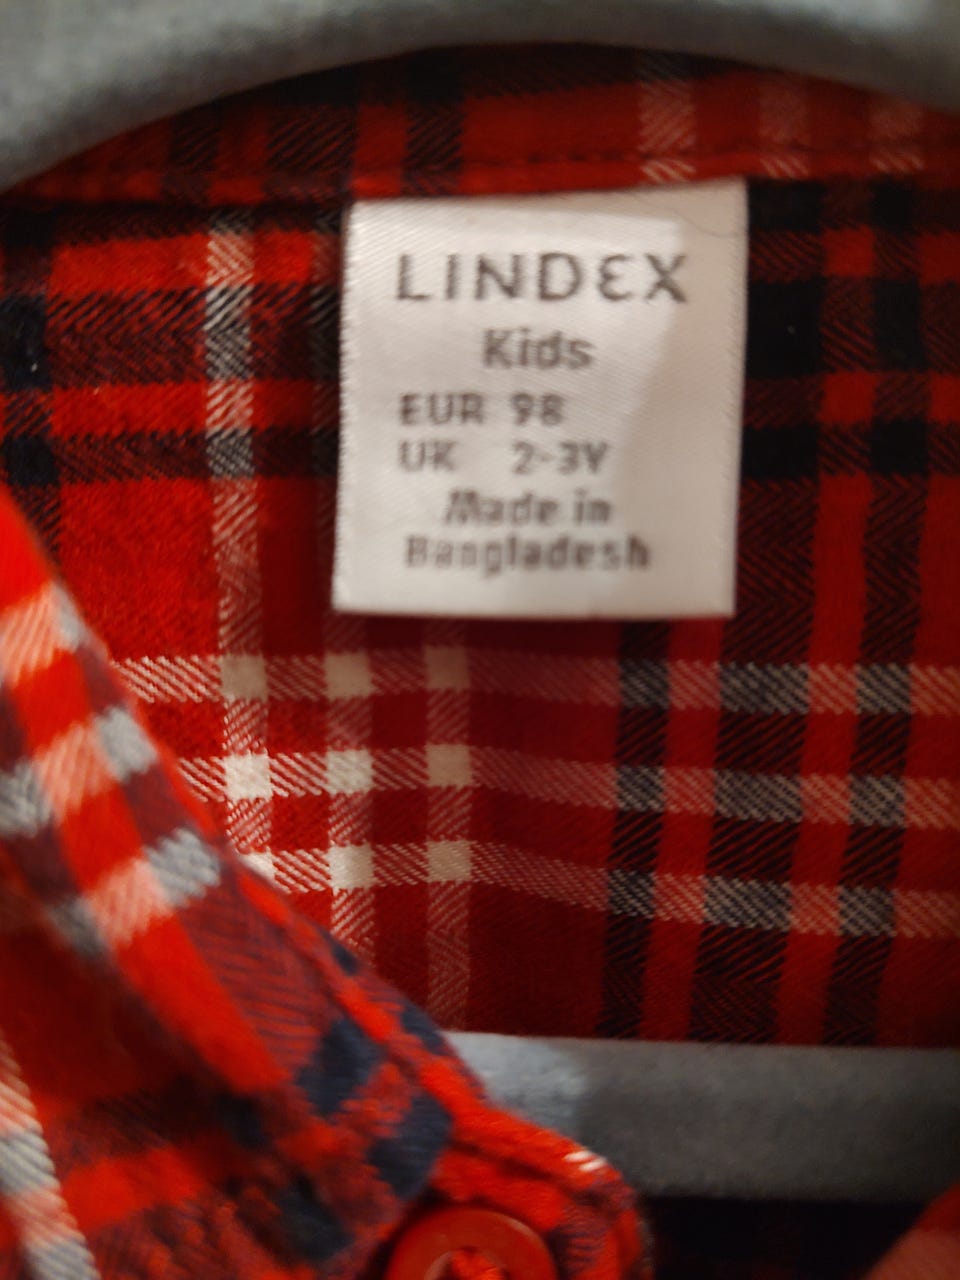 LINDEX
Kids
EUR 98
UK 2-3Y
Made in
Bangladesh